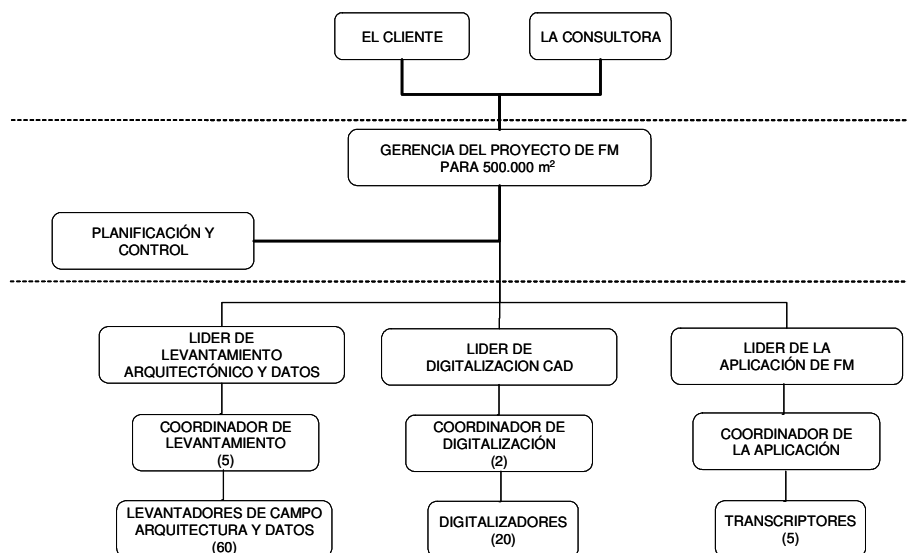 EL CLIENTE
LA CONSULTORA
GERENCIA DEL PROYECTO DE FM
PARA 500.000 m²
PLANIFICACIÓN Y
CONTROL
LIDER DE
LEVANTAMIENTO
ARQUITECTÓNICO Y DATOS
LIDER DE
DIGITALIZACION CAD
LIDER DE LA
APLICACIÓN DE FM
COORDINADOR DE
LEVANTAMIENTO
(5)
COORDINADOR DE
DIGITALIZACIÓN
(2)
COORDINADOR DE
LA APLICACIÓN
LEVANTADORES DE CAMPO
ARQUITECTURA Y DATOS
(60)
DIGITALIZADORES
(20)
TRANSCRIPTORES
(5)